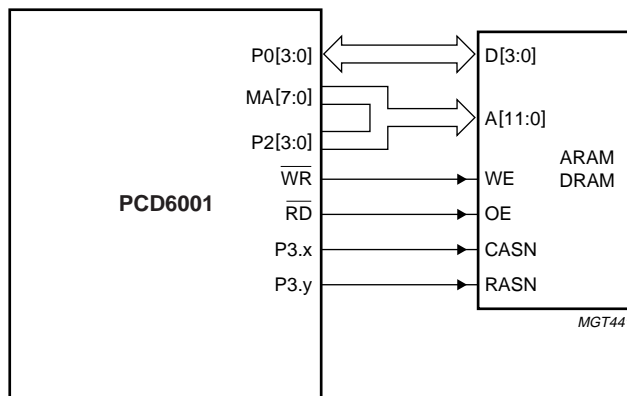 P0[3:0]
D[3:0]
MA[7:0]
A[11:0]
P2[3:0]
ARAM
DRAM
WR
WE
PCD6001
RD
OE
P3.x
CASN
P3.y
RASN
MGT44